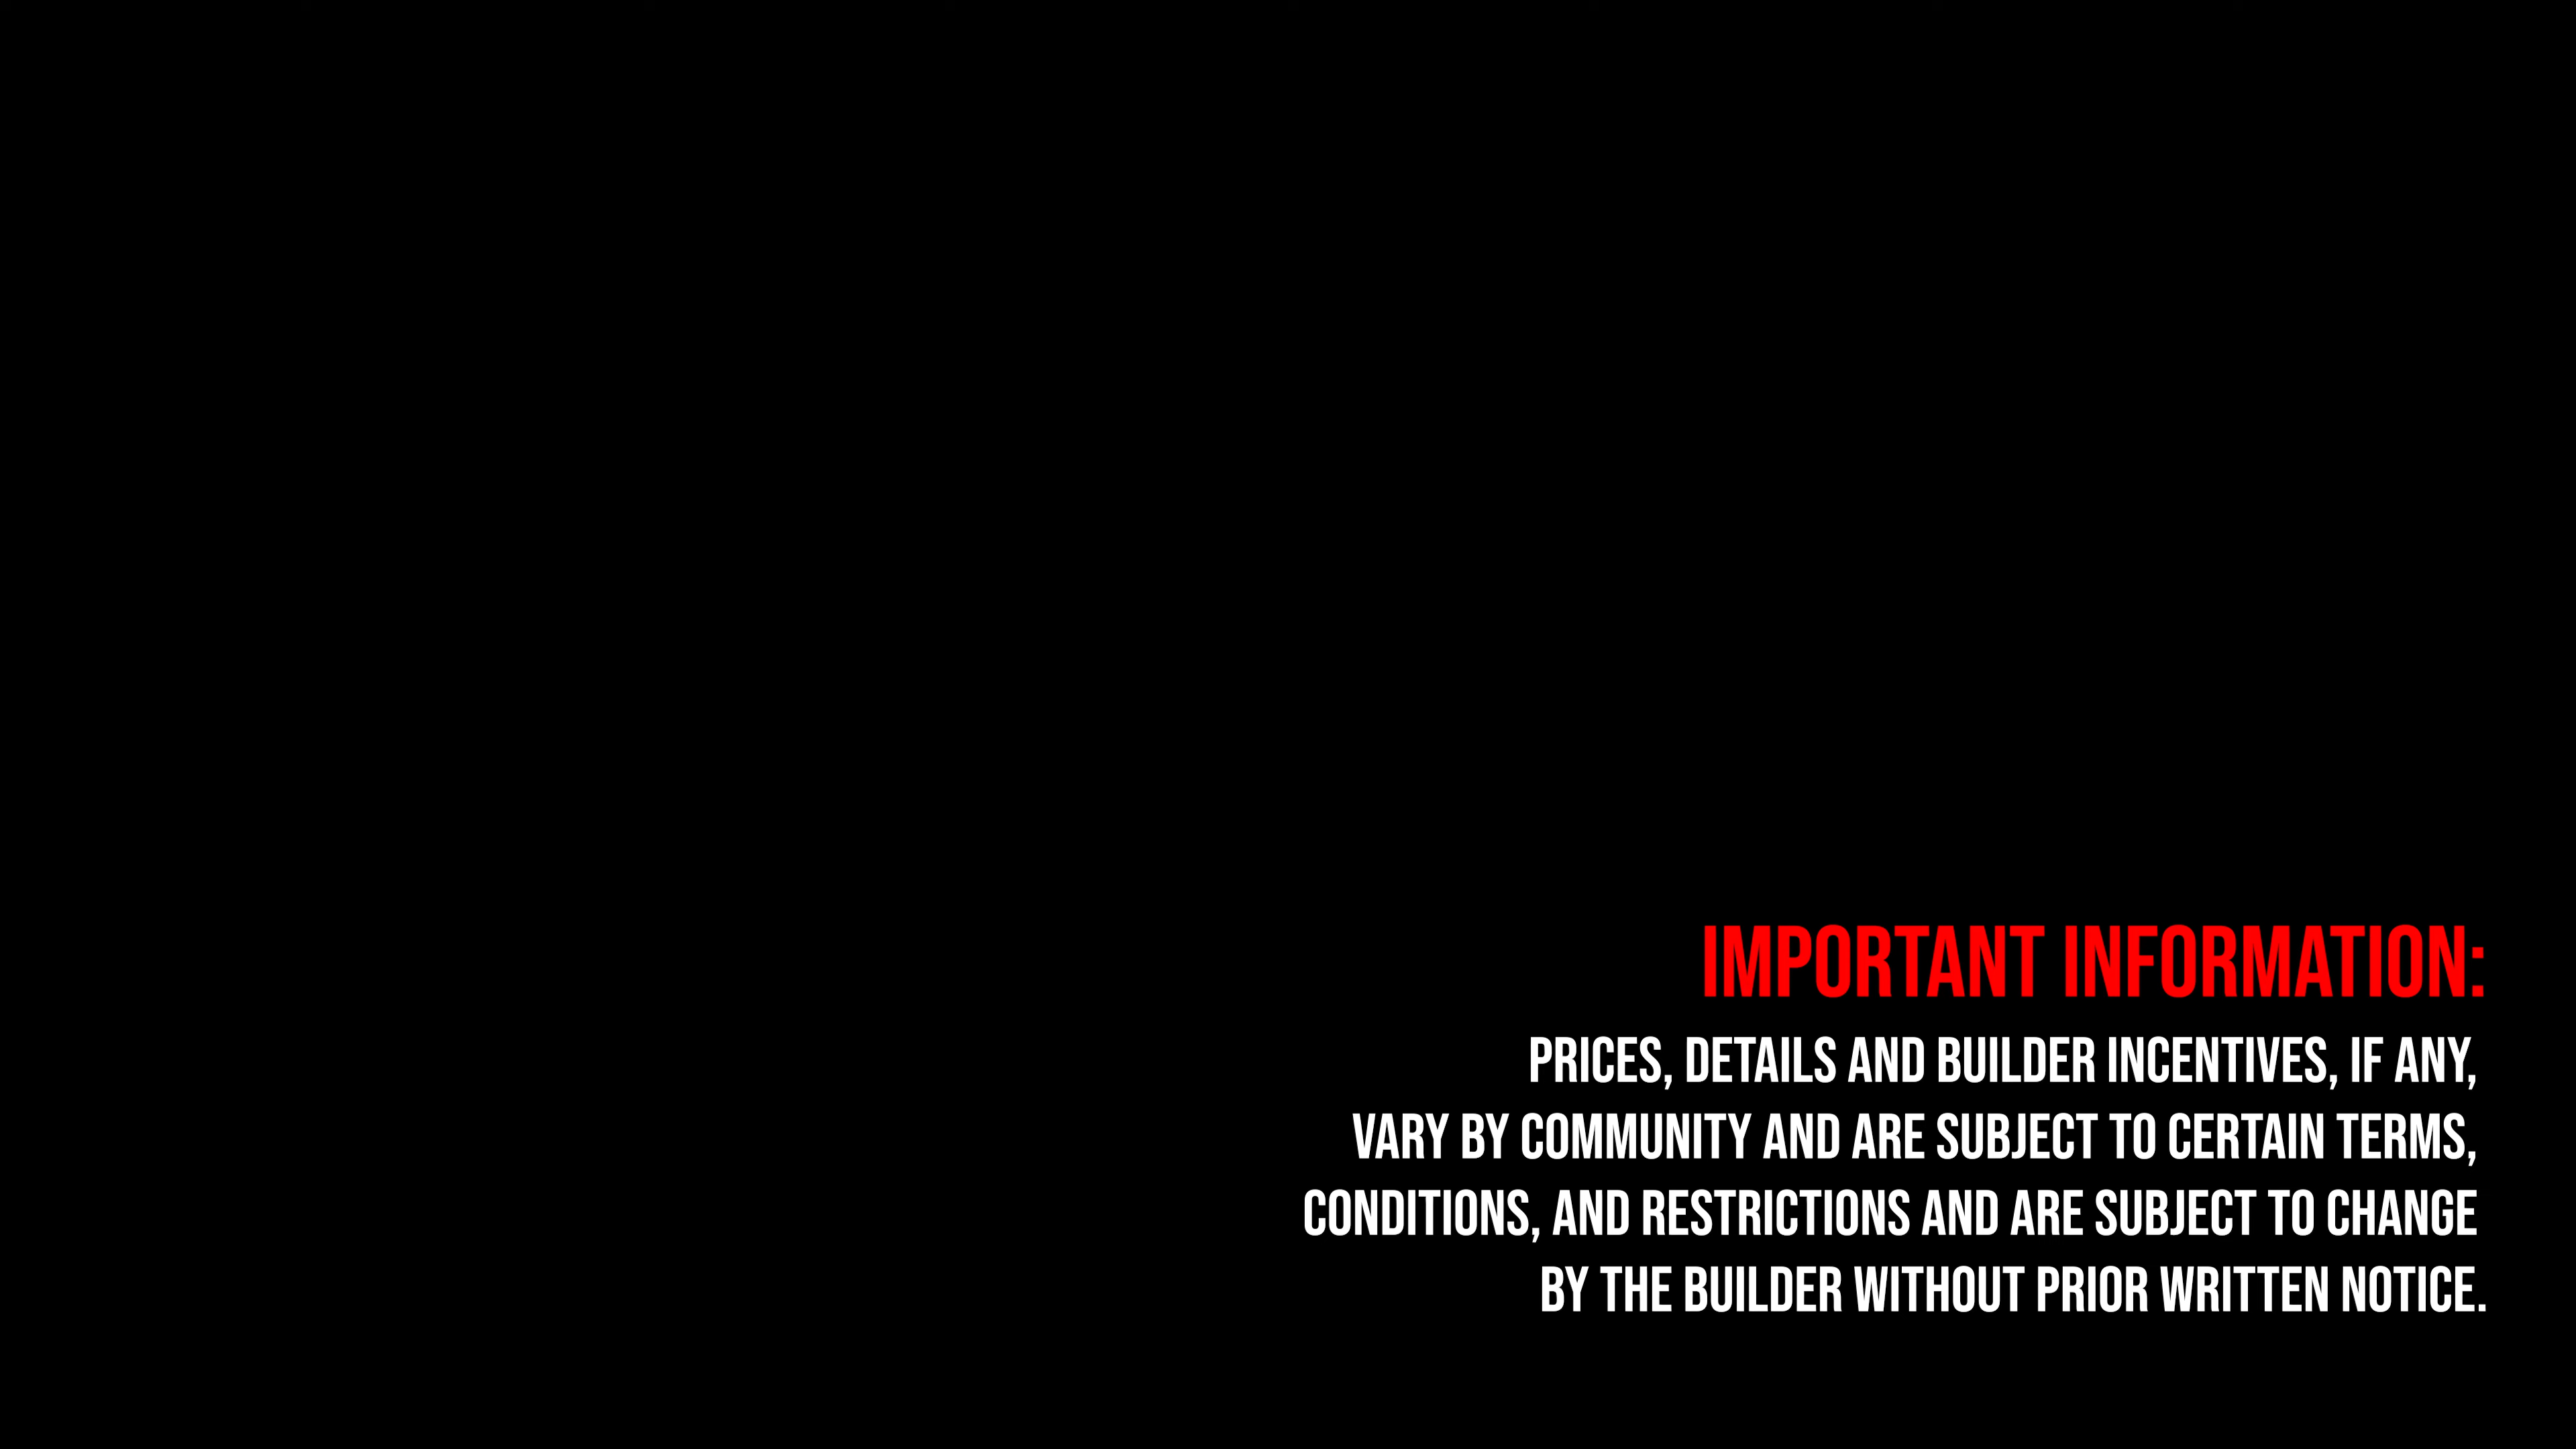 IMPORTANT INFORMATION:
PRICES, DETAILS AND BUILDER INCENTIVES, IF ANY,
VARY BY COMMUNITY AND ARE SUBJECT TO CERTAIN TERMS,
CONDITIONS, AND RESTRICTIONS AND ARE SUBJECT TO CHANGE
BY THE BUILDER WITHOUT PRIOR WRITTEN NOTICE.